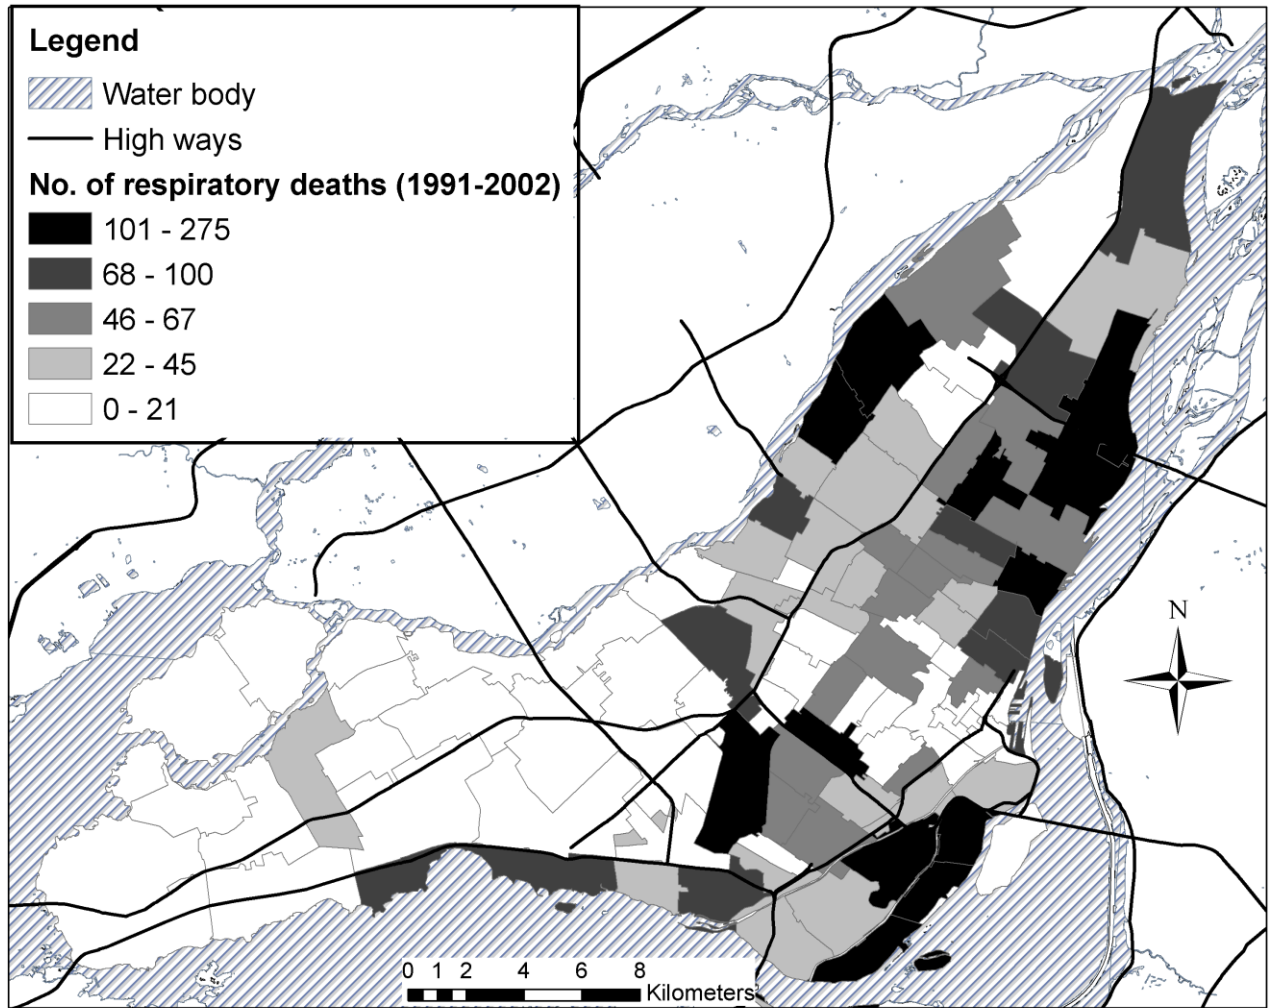 Legend
Water body
High ways
No. of respiratory deaths (1991-2002)
101 - 275
68 - 100
46 - 67
22 - 45
0 - 21
N
0 1 2 4 6 8
Kilometers